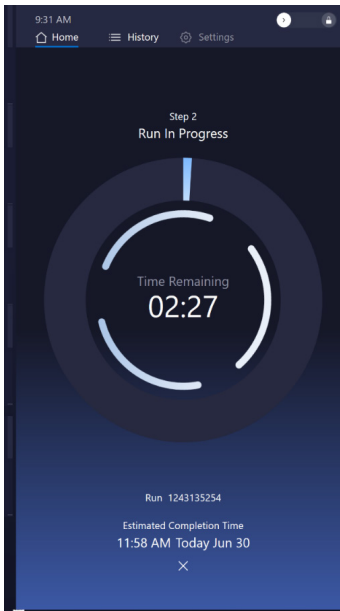 9:31 AM
Home History Settings
Step 2
Run In Progress
Time Remaining
02:27
Run 1243135254
Estimated Completion Time
11:58 AM Today Jun 30